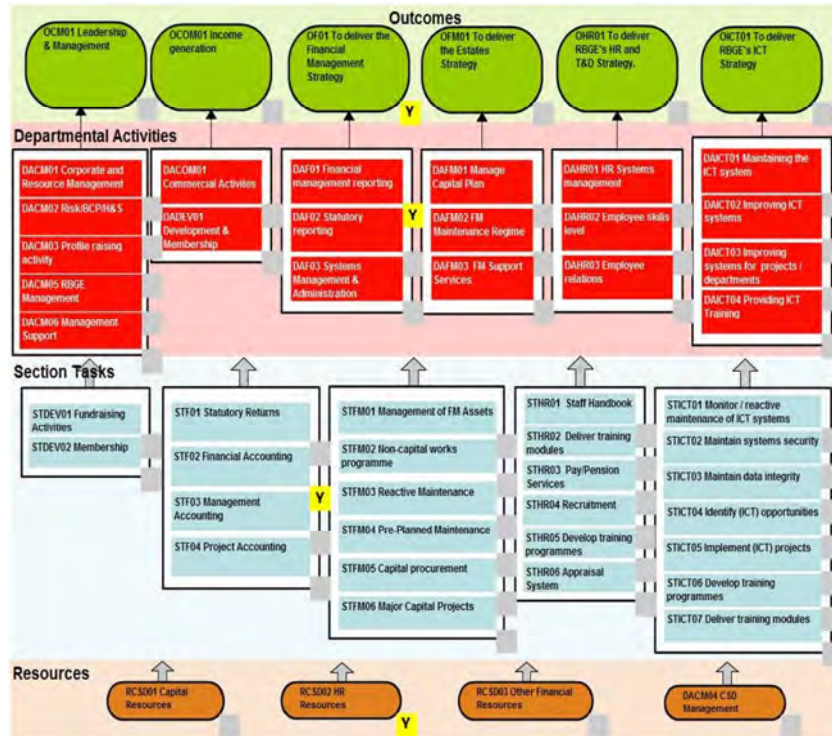 Outcomes
OCM01 Leadership
& Management
OCOM01 Income
generation
OF01 To deliver the
Financial
Management
Strategy
OFM01 To deliver
the Estates
Strategy
OHR01 To deliver
RBGE's HR and
T&D Strategy.
OICT01 To deliver
RBGE's ICT
Strategy
Y
Departmental Activities
DACM01 Corporate and
Resource Management
DACM02 Risk/BCP/H&S
DACM03 Profile raising
activity
DACM05 RBGE
Management
DACM06 Management
Support
DACOM01
Commercial Activities
DADEV01
Development &
Membership
DAF01 Financial
management reporting
DAF02 Statutory
reporting
DAF03 Systems
Management &
Administration
Y
DAFM01 Manage
Capital Plan
DAFM02 FM
Maintenance Regime
DAFM03 FM Support
Services
DAHR01 HR Systems
management
DAHR02 Employee skills
level
DAHR03 Employee
relations
DAICT01 Maintaining the
ICT system
DAICT02 Improving ICT
systems
DAICT03 Improving
systems for projects /
departments
DAICT04 Providing ICT
Training
Section Tasks
STDEV01 Fundraising
Activities
STDEV02 Membership
STF01 Statutory Returns
STF02 Financial Accounting
STF03 Management
Accounting
STF04 Project Accounting
Y
STFM01 Management of FM Assets
STFM02 Non-capital works
programme
STFM03 Reactive Maintenance
STFM04 Pre-Planned Maintenance
STFM05 Capital procurement
STFM06 Major Capital Projects
STHR01 Staff Handbook
STHR02 Deliver training
modules
STHR03 Pay/Pension
Services
STHR04 Recruitment
STHR05 Develop training
programmes
STHR06 Appraisal
System
STICT01 Monitor / reactive
maintenance of ICT systems
STICT02 Maintain systems security
STICT03 Maintain data integrity
STICT04 Identify (ICT) opportunities
STICT05 Implement (ICT) projects
STICT06 Develop training
programmes
STICT07 Deliver training modules
Resources
RCSD01 Capital
Resources
RCSD02 HR
Resources
Y
RCSD03 Other Financial
Resources
DACM04 CSD
Management